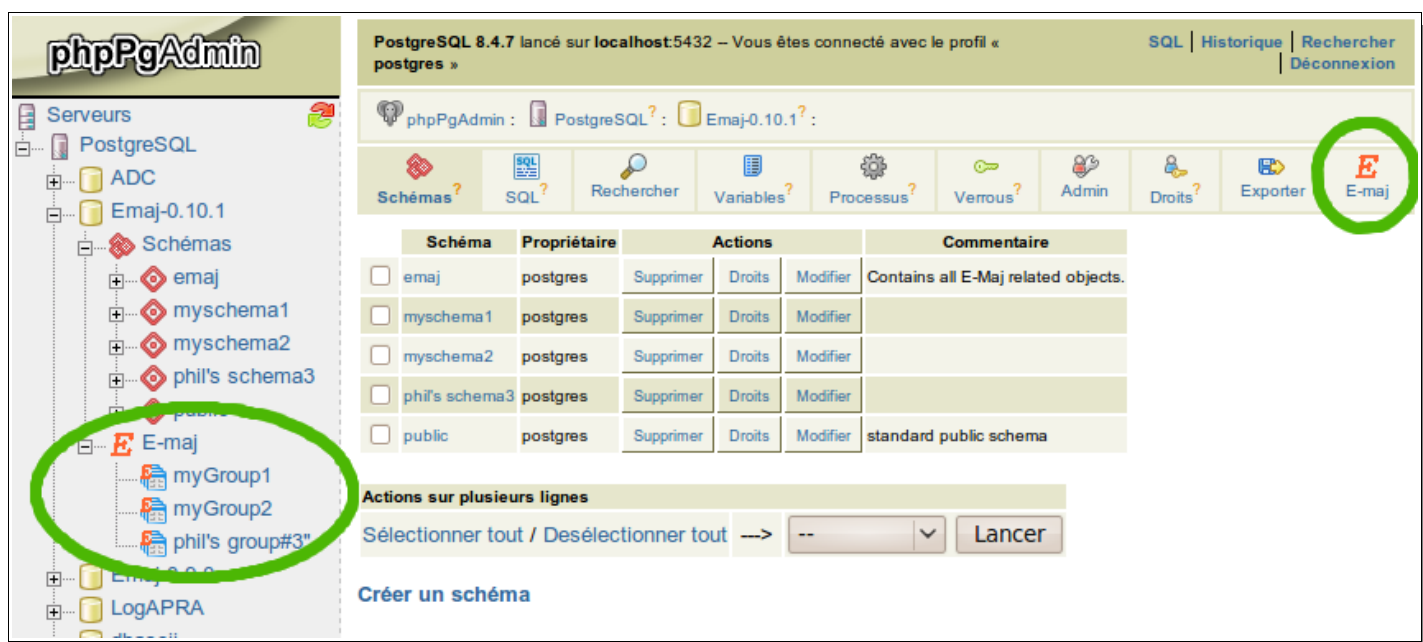 phpPgAdmin
Serveurs
PostgreSQL
ADC
Emaj-0.10.1
Schémas
emaj
myschema1
myschema2
phil's schema3
public
E-maj
myGroup1
myGroup2
phil's group#3"
LogAPRA
PostgreSQL 8.4.7 lancé sur localhost:5432 -- Vous êtes connecté avec le profil «
postgres »
SQL | Historique | Rechercher
| Déconnexion
phpPgAdmin : PostgreSQL? : Emaj-0.10.1? :
Schémas? SQL? Rechercher Variables? Processus? Verrous? Admin Droits? Exporter E-maj
Schéma Propriétaire Actions Commentaire
emaj postgres Supprimer Droits Modifier Contains all E-Maj related objects.
myschema1 postgres Supprimer Droits Modifier
myschema2 postgres Supprimer Droits Modifier
phil's schema3 postgres Supprimer Droits Modifier
public postgres Supprimer Droits Modifier standard public schema
Actions sur plusieurs lignes
Sélectionner tout / Desélectionner tout ---> -- Lancer
Créer un schéma